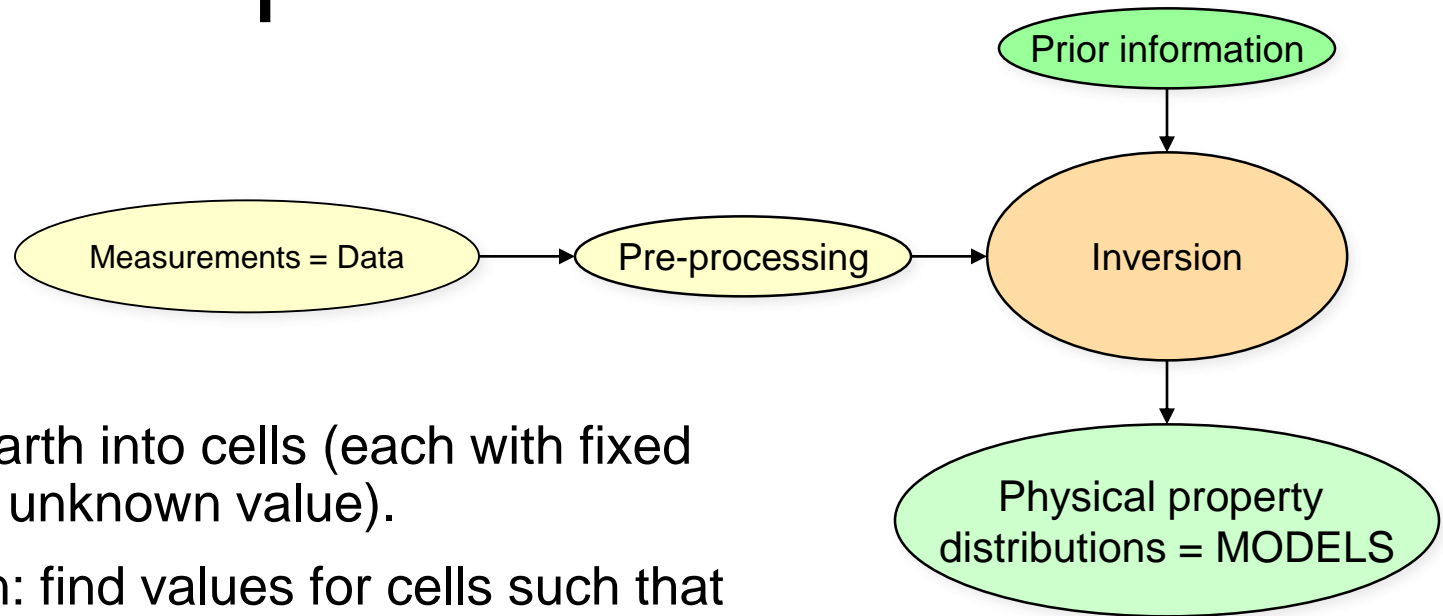 Prior information
Measurements = Data
Pre-processing
Inversion
arth into cells (each with fixed
unknown value).
Physical property
distributions = MODELS
: find values for cells such that